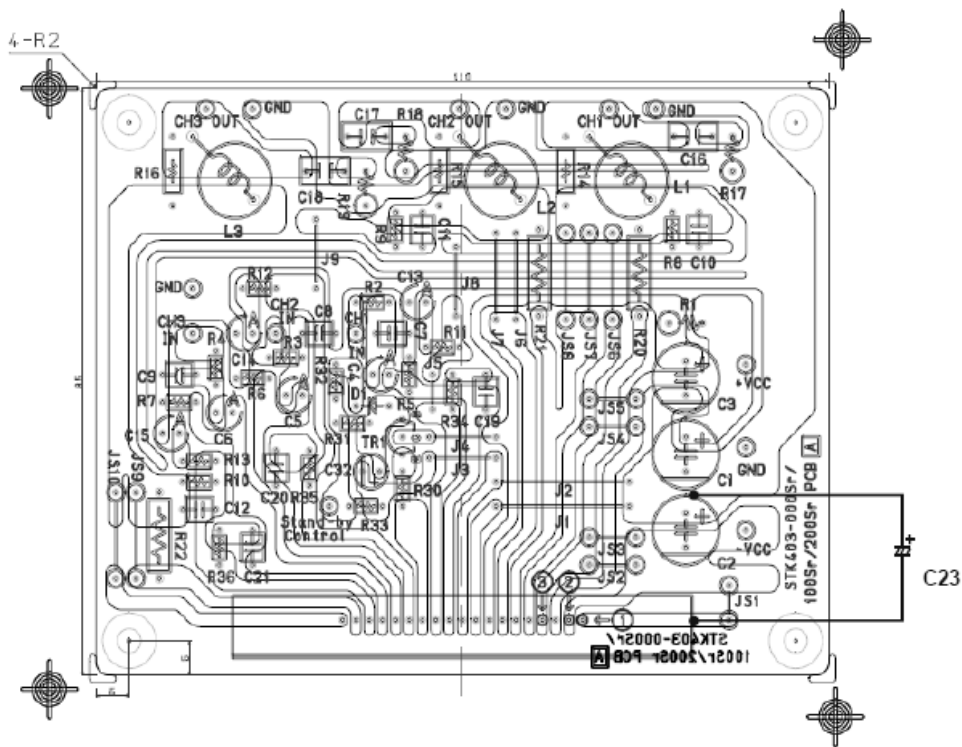 4-R2
GND
GND
GND
CH3 OUT
C17
R18
CH2 OUT
CH1 OUT
R16
C18
R19
R15
R14
C16
R17
L3
L2
L1
R9
C11
R8
C10
J9
R12
GND
C13
J8
R2
CH2
IN
C8
CH3
IN
R4
C14
R3
R32
CH1
IN
C7
R11
J7
J6
R21
JS8
JS7
JS6
R20
R1
C9
R6
C5
C4
D1
R5
+VCC
C3
R7
C6
C15
R31
TR1
R34
C19
J4
J3
JS5
JS4
GND
C1
JS10
JS9
R13
R10
C12
C20
R35
C32
R30
R33
J2
J1
Stand-by
Control
R22
R36
C21
JS3
JS2
-VCC
C2
JS1
STK403-000Sr/
100Sr/200Sr PCB A
+
C23
3
2
1
STK403-000Sr/
100Sr/200Sr PCB A